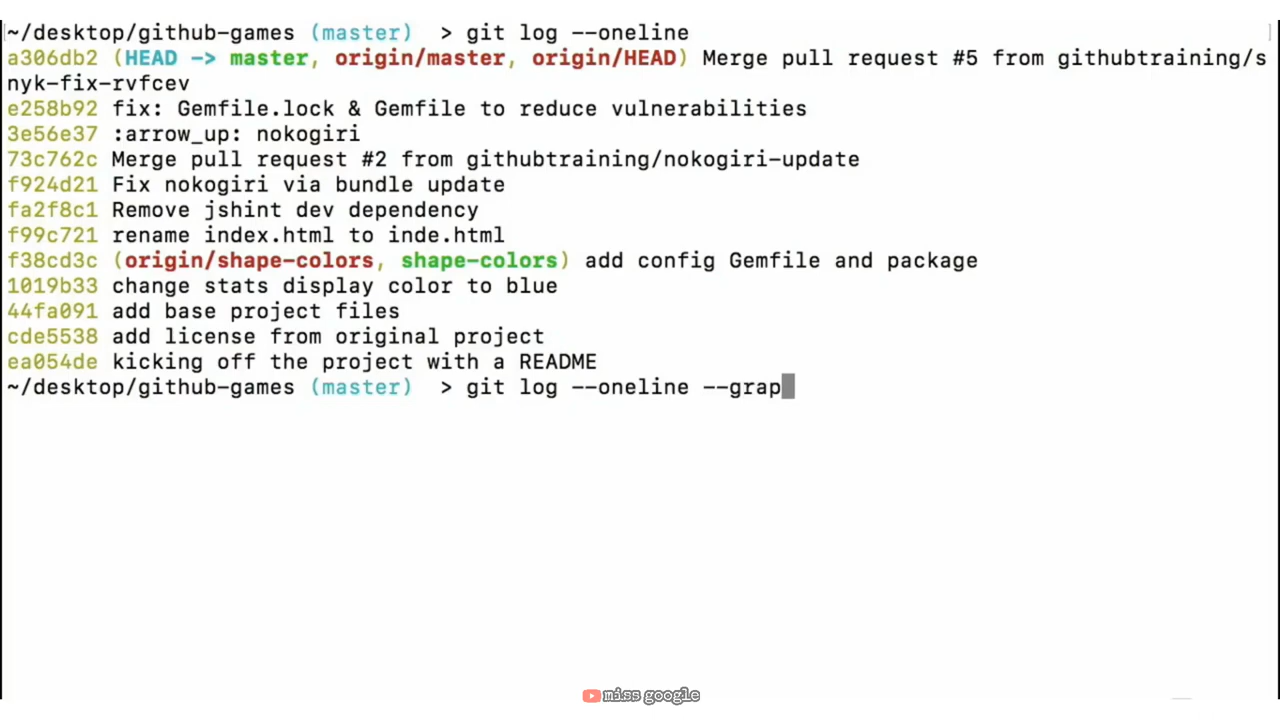 ~/desktop/github-games (master)  > git log --oneline
a306db2 (HEAD -> master, origin/master, origin/HEAD) Merge pull request #5 from githubtraining/s
nyk-fix-rvfcev
e258b92 fix: Gemfile.lock & Gemfile to reduce vulnerabilities
3e56e37 :arrow_up: nokogiri
73c762c Merge pull request #2 from githubtraining/nokogiri-update
f924d21 Fix nokogiri via bundle update
fa2f8c1 Remove jshint dev dependency
f99c721 rename index.html to inde.html
f38cd3c (origin/shape-colors, shape-colors) add config Gemfile and package
1019b33 change stats display color to blue
44fa091 add base project files
cde5538 add license from original project
ea054de kicking off the project with a README
~/desktop/github-games (master)  > git log --oneline --grap
miss google